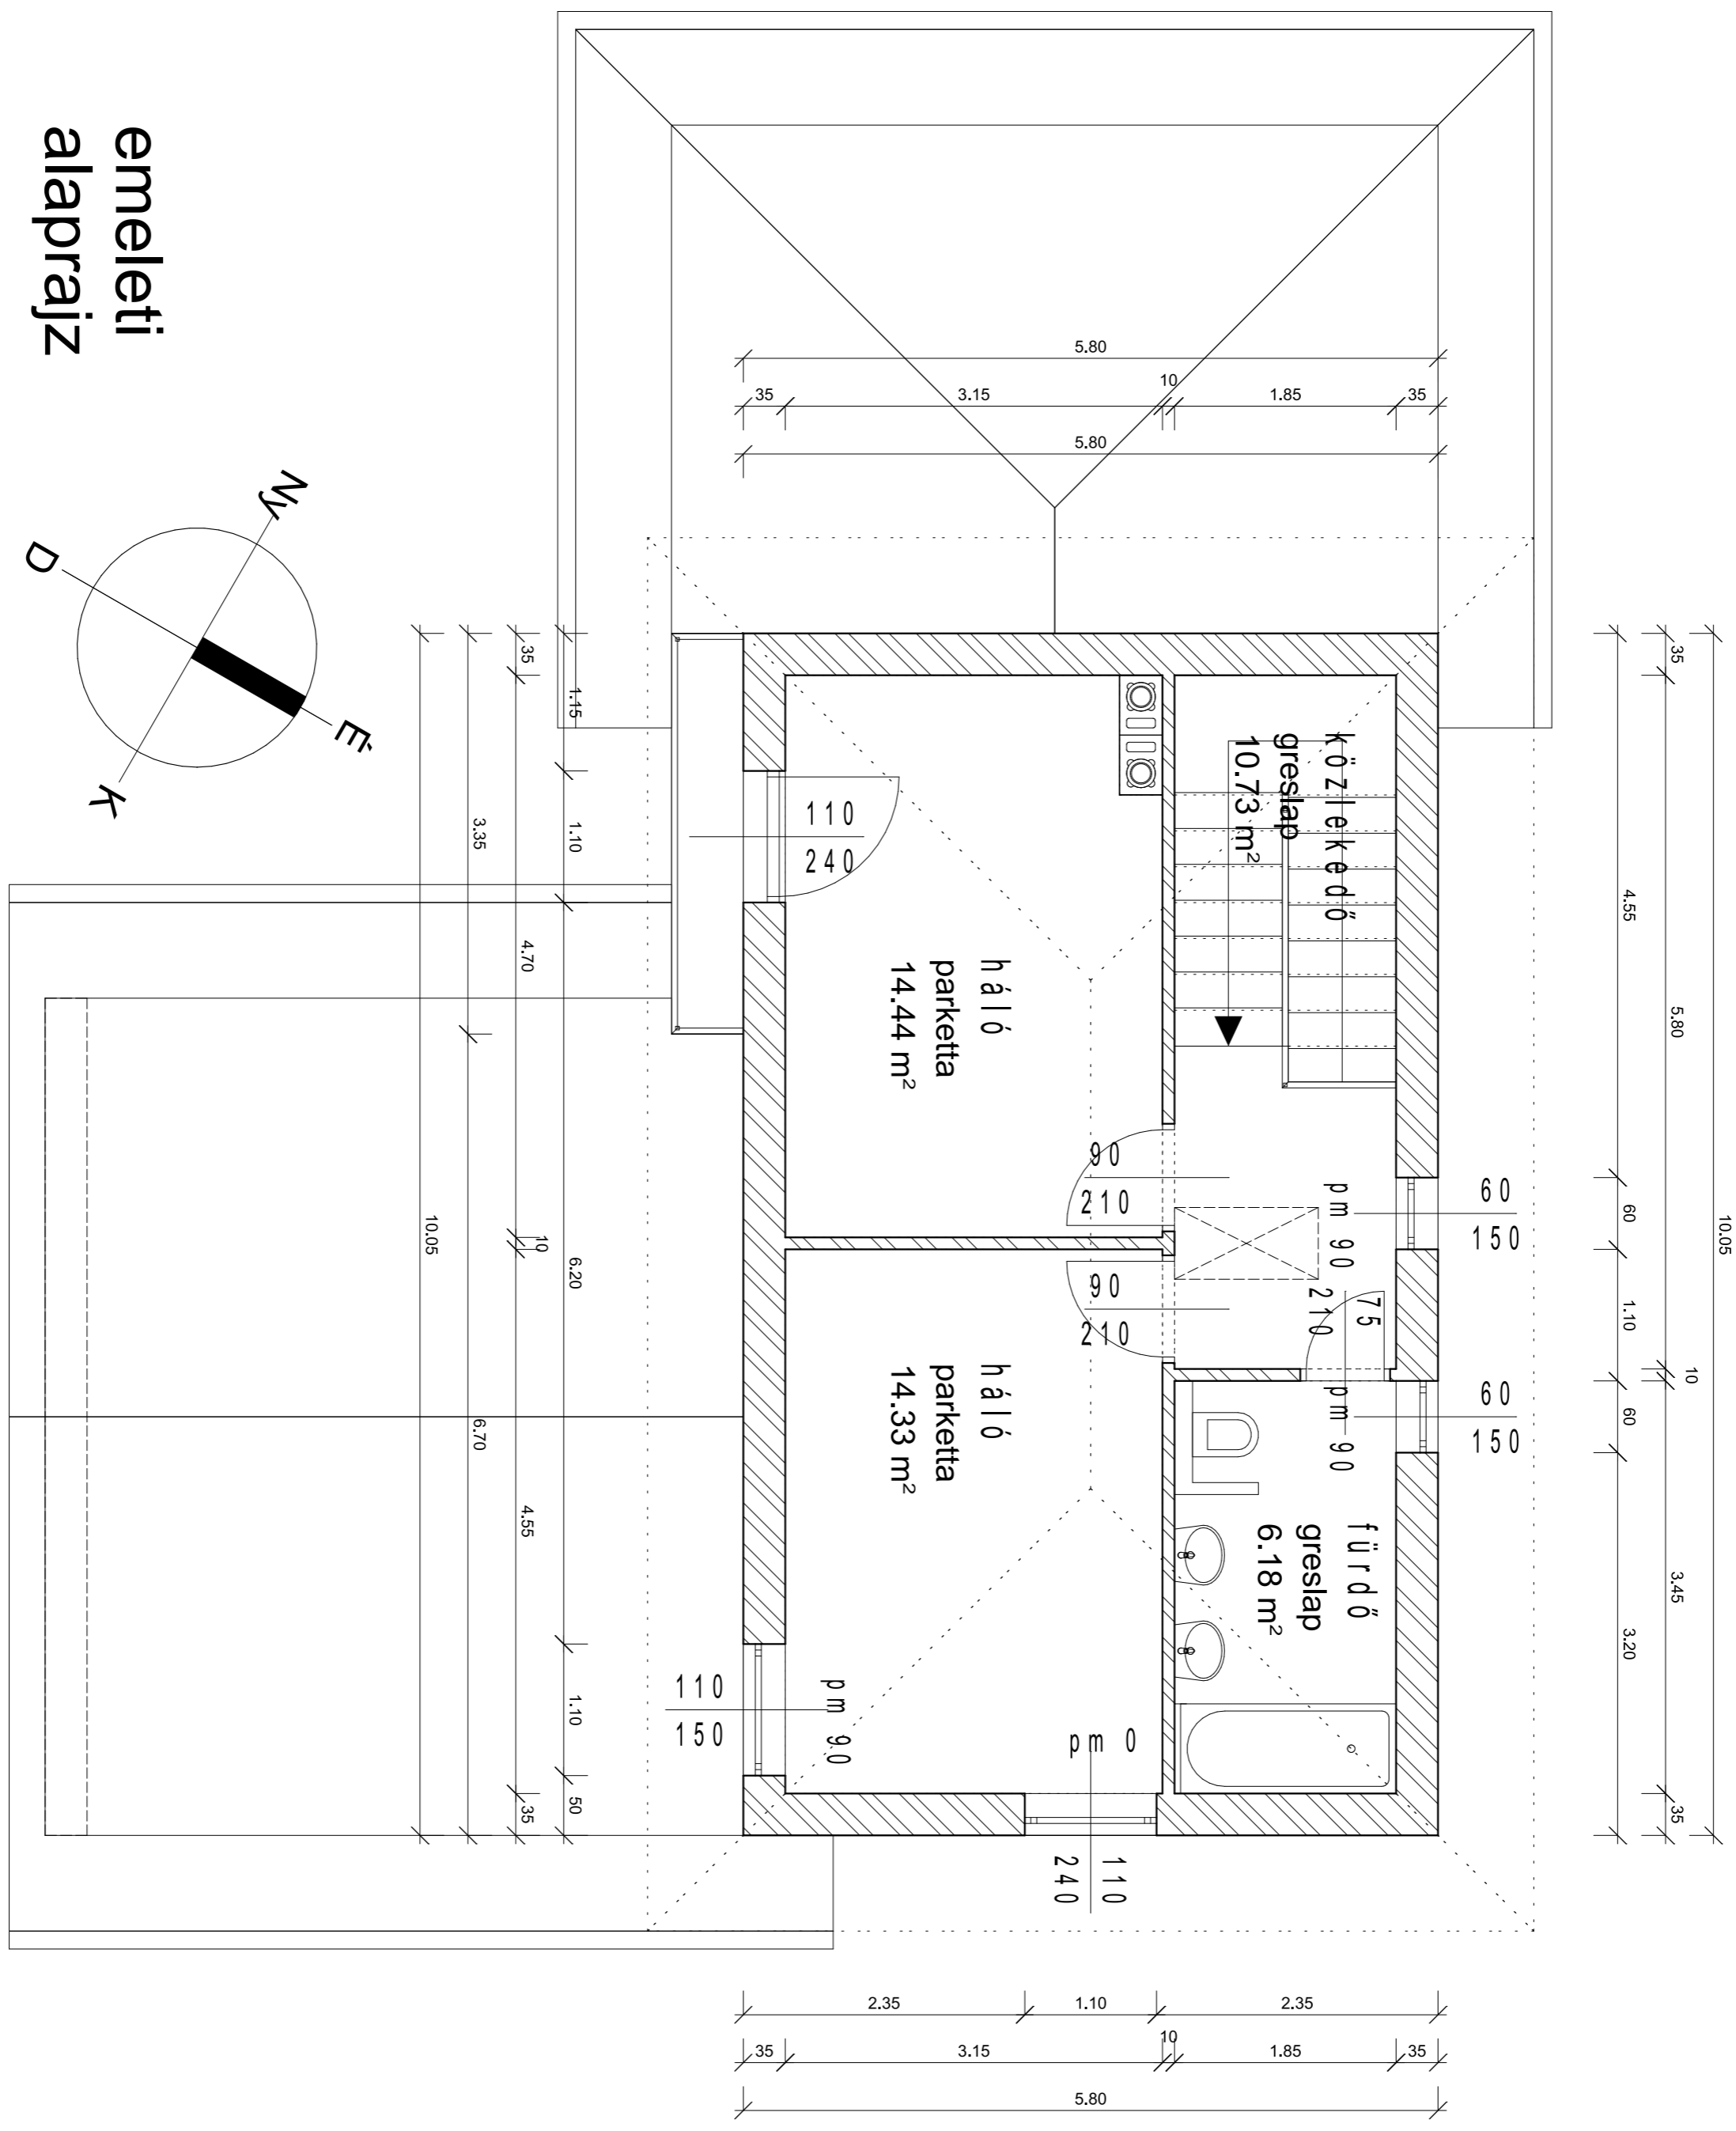 emeleti
alaprajz
Ny
D
É
K
5.80
35
3.15
10
1.85
35
5.80
10.05
35
5.80
10
3.45
35
4.55
60
1.10
60
3.20
35
1.15
1.10
3.35
4.70
10
6.20
10.05
6.70
4.55
1.10
50
35
közlekedő
greslap
10.73 m²
110
240
háló
parketta
14.44 m²
90
210
pm 90
60
150
90
210
75
210
pm 90
60
150
háló
parketta
14.33 m²
fürdő
greslap
6.18 m²
110
150
pm 90
pm 0
110
240
2.35
1.10
2.35
35
3.15
10
1.85
35
5.80